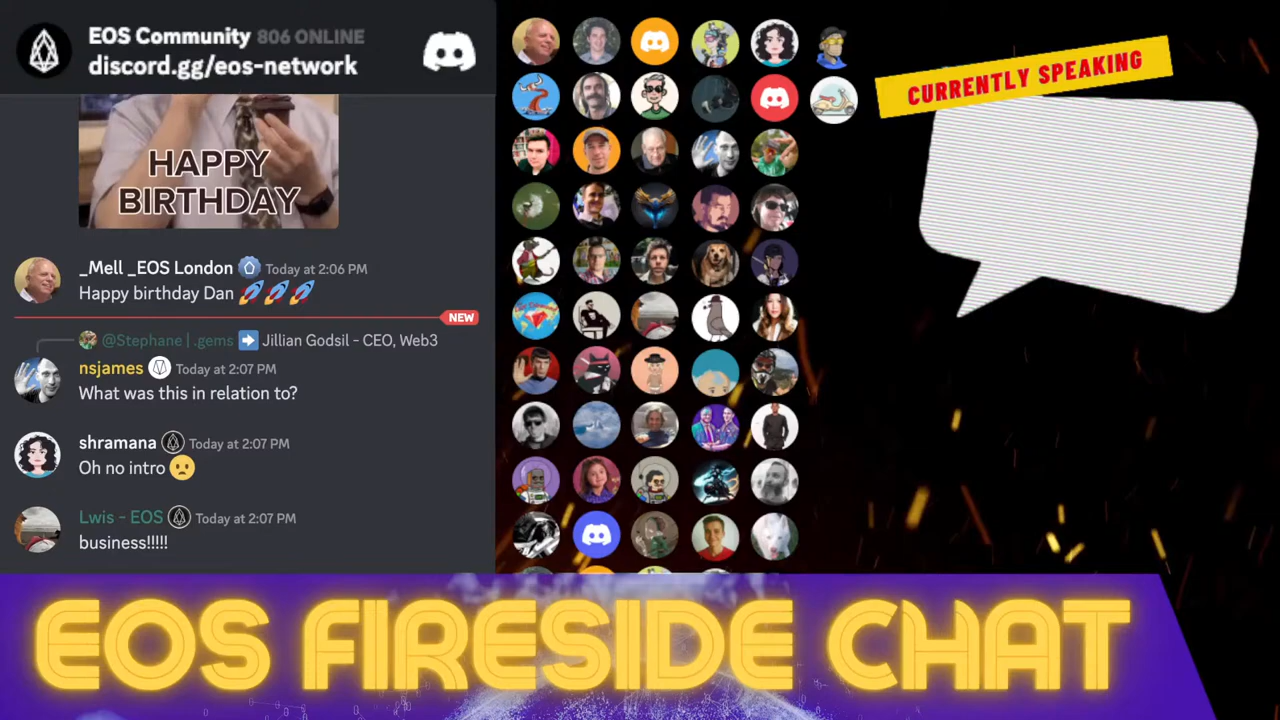 EOS Community 806 ONLINE
discord.gg/eos-network
HAPPY
BIRTHDAY
_Mell _EOS London Today at 2:06 PM
Happy birthday Dan 🚀🚀🚀
NEW
@Stephane | .gems ➡️ Jillian Godsil - CEO, Web3
nsjames Today at 2:07 PM
What was this in relation to?
shramana Today at 2:07 PM
Oh no intro 🙁
Lwis - EOS Today at 2:07 PM
business!!!!!
CURRENTLY SPEAKING
EOS FIRESIDE CHAT